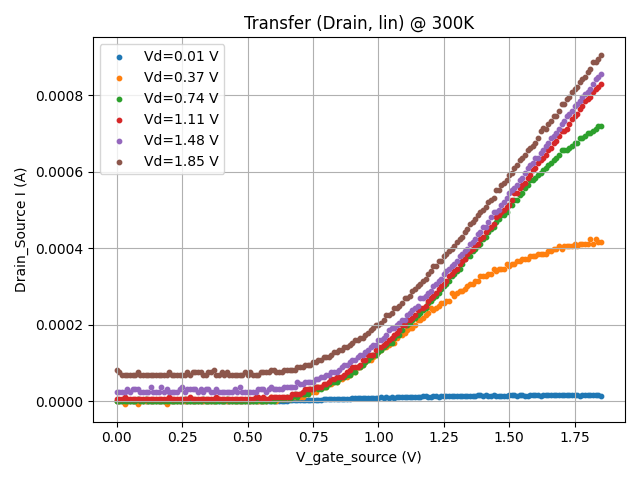 Transfer (Drain, lin) @ 300K
Vd=0.01 V
Vd=0.37 V
Vd=0.74 V
Vd=1.11 V
Vd=1.48 V
Vd=1.85 V
Drain_Source I (A)
0.0008
0.0006
0.0004
0.0002
0.0000
0.00 0.25 0.50 0.75 1.00 1.25 1.50 1.75
V_gate_source (V)